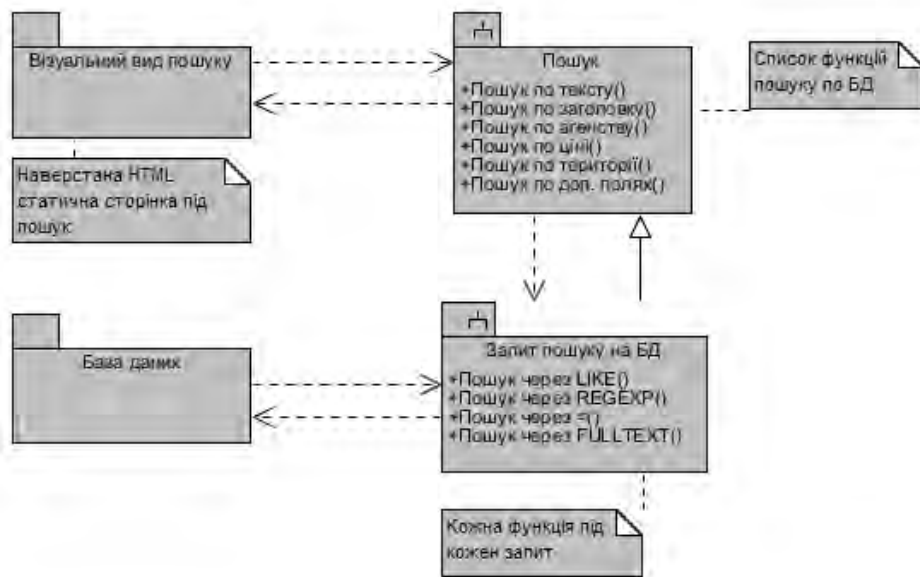 Візуальний вид пошуку
Наверстана HTML
статична сторінка під
пошук
Пошук
+Пошук по тексту()
+Пошук по заголовку()
+Пошук по агенству()
+Пошук по ціні()
+Пошук по території()
+Пошук по доп. полях()
Список функцій
пошуку по БД
База даних
Запит пошуку на БД
+Пошук через LIKE()
+Пошук через REGEXP()
+Пошук через =()
+Пошук через FULLTEXT()
Кожна функція під
кожен запит